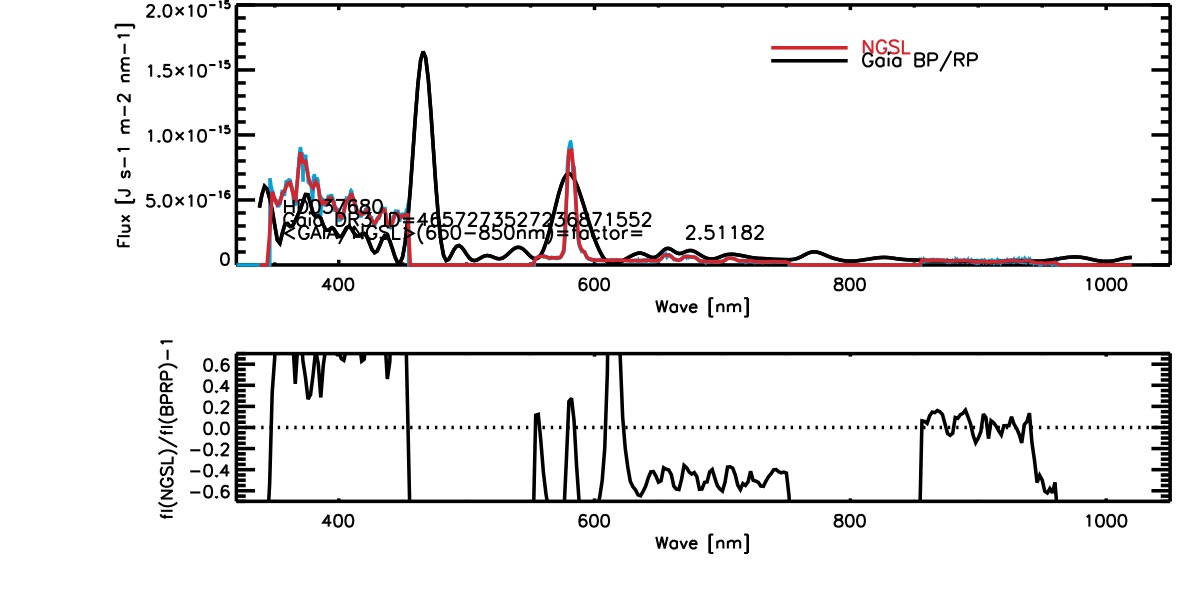 2.0×10−15
1.5×10−15
1.0×10−15
5.0×10−16
0
Flux [J s−1 m−2 nm−1]
NGSL
Gaia BP/RP
HD037680
Gaia DR3 ID=4657273527236871552
<GAIA/NGSL>(650−850nm)=factor= 2.51182
400 600 800 1000
Wave [nm]
0.6
0.4
0.2
0.0
−0.2
−0.4
−0.6
fl(NGSL)/fl(BPRP)−1
400 600 800 1000
Wave [nm]